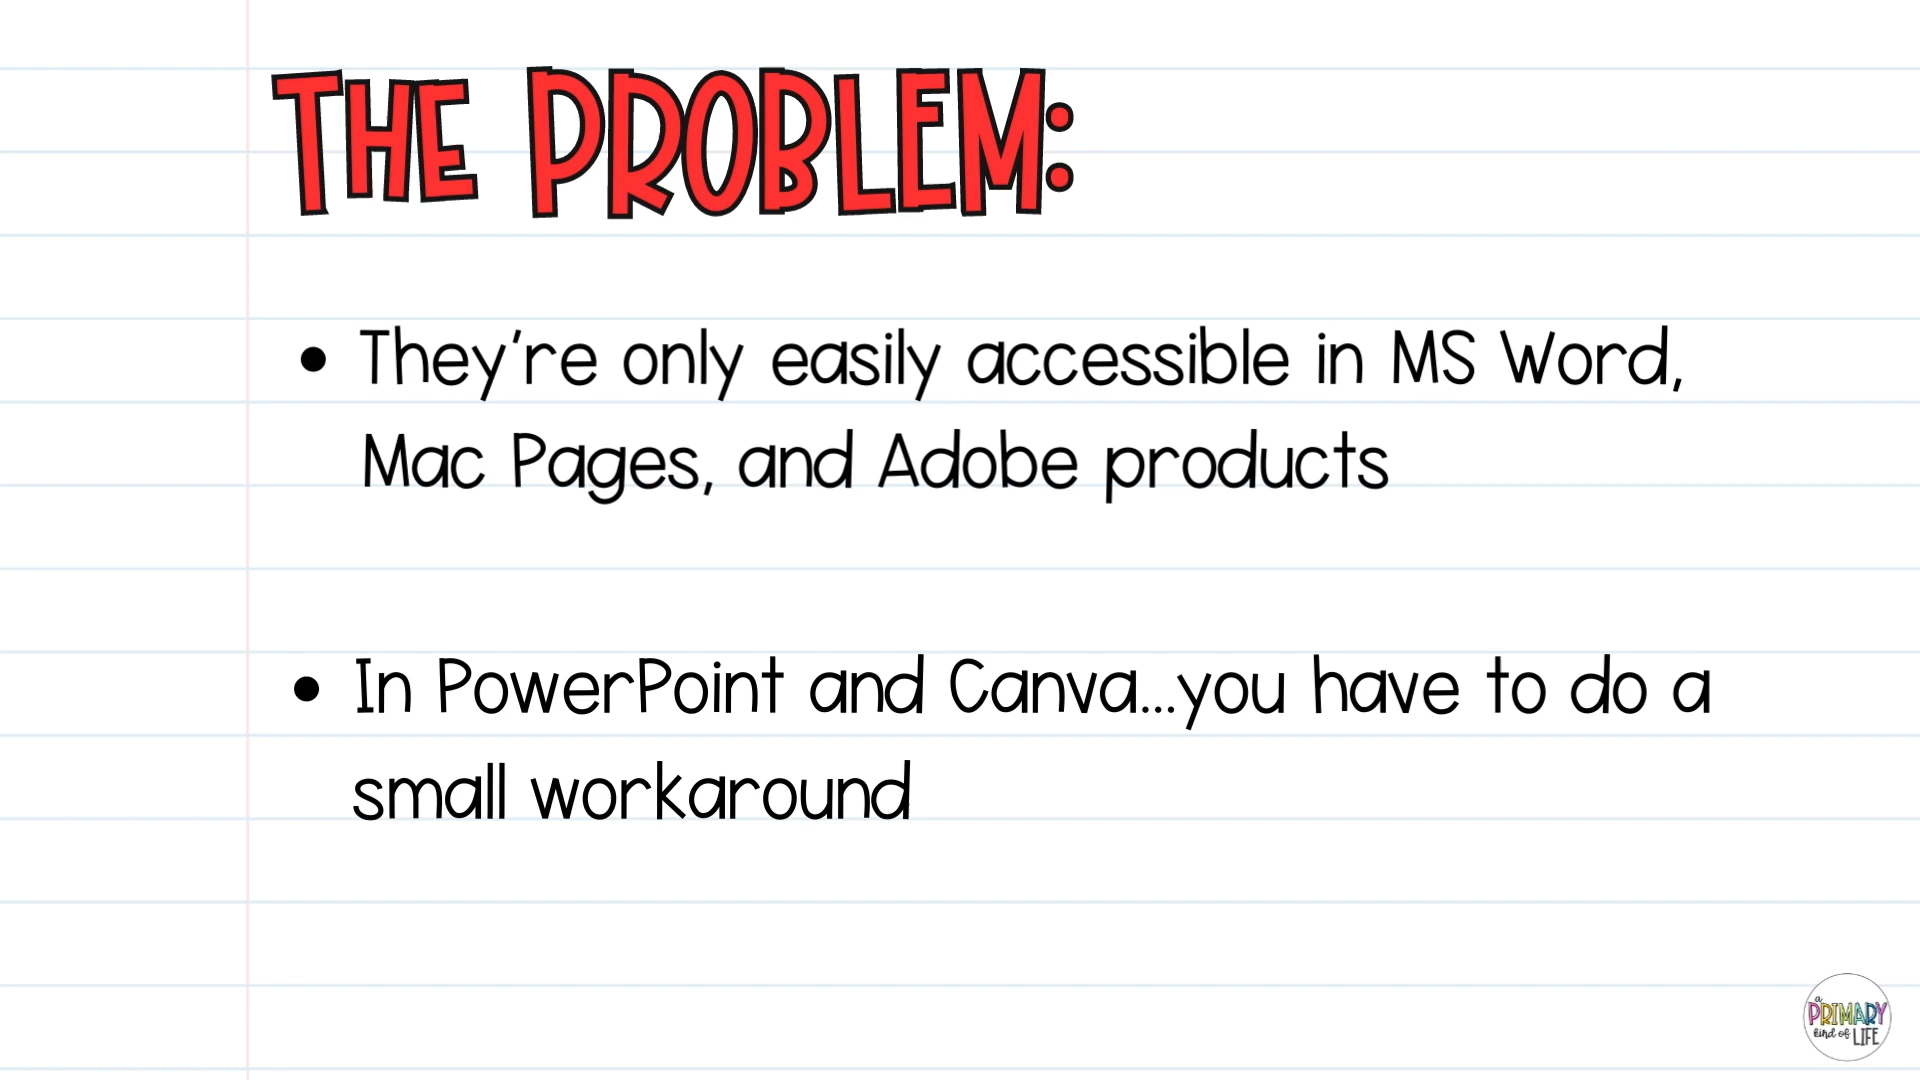 THE PROBLEM:
• They're only easily accessible in MS Word,
Mac Pages, and Adobe products
• In PowerPoint and Canva...you have to do a
small workaround
a
PRIMARY
kind of LIFE